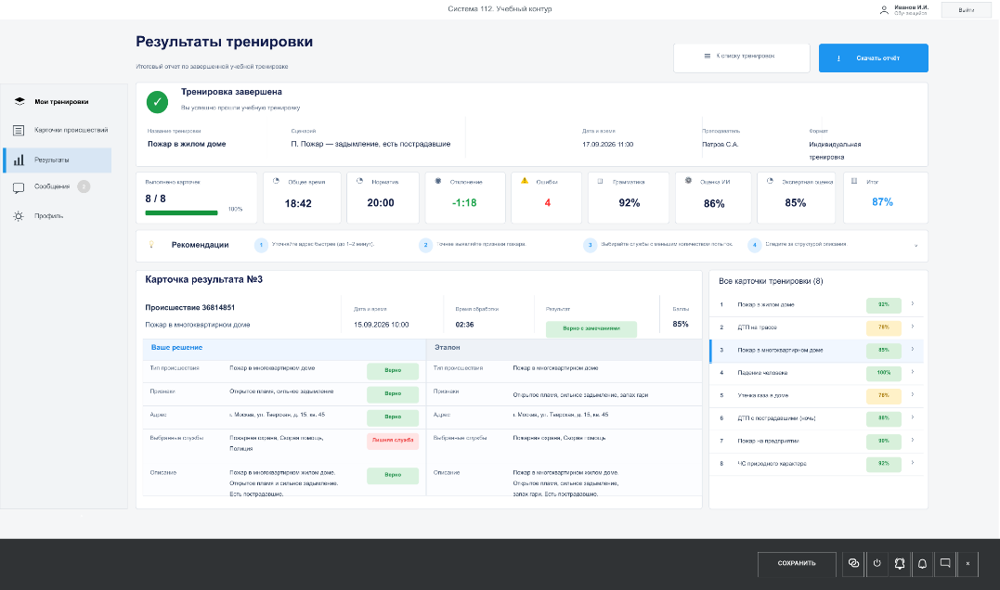 Система 112. Учебный контур
Иванов И.И.
Обучающийся
Выйти
Результаты тренировки
Итоговый отчет по завершенной учебной тренировке
К списку тренировок
Скачать отчёт
Мои тренировки
Карточки происшествий
Результаты
Сообщения
Профиль
Тренировка завершена
Вы успешно прошли учебную тренировку
Название тренировки
Сценарий
Дата и время
Преподаватель
Формат
Пожар в жилом доме
П. Пожар — задымление, есть пострадавшие
17.09.2026 11:00
Петров С.А.
Индивидуальная
тренировка
Выполнено карточек
8 / 8
100%
Общее время
18:42
Норматив
20:00
Отклонение
-1:18
Ошибки
4
Грамматика
92%
Оценка ИИ
86%
Экспертная оценка
85%
Итог
87%
Рекомендации
1 Уточняйте адрес быстрее (до 1–2 минут).
2 Точнее выявляйте признаки пожара.
3 Выбирайте службы с меньшим количеством попыток.
4 Следите за структурой описания.
Карточка результата №3
Происшествие 36814851
Пожар в многоквартирном доме
Дата и время
15.09.2026 10:00
Время обработки
02:36
Результат
Верно с замечаниями
Баллы
85%
Ваше решение
Эталон
Тип происшествия Пожар в многоквартирном доме Верно
Тип происшествия Пожар в многоквартирном доме
Признаки Открытое пламя, сильное задымление Верно
Признаки Открытое пламя, сильное задымление, запах гари
Адрес г. Москва, ул. Тверская, д. 15, кв. 45 Верно
Адрес г. Москва, ул. Тверская, д. 15, кв. 45
Выбранные службы Пожарная охрана, Скорая помощь, Лишняя служба
Полиция
Выбранные службы Пожарная охрана, Скорая помощь
Описание Пожар в многоквартирном жилом доме. Верно
Открытое пламя и сильное задымление.
Есть пострадавшие.
Описание Пожар в многоквартирном жилом доме.
Открытое пламя, сильное задымление,
запах гари. Есть пострадавшие.
Все карточки тренировки (8)
1 Пожар в жилом доме 92%
2 ДТП на трассе 78%
3 Пожар в многоквартирном доме 85%
4 Падение человека 100%
5 Утечка газа в доме 78%
6 ДТП с пострадавшими (ночь) 88%
7 Пожар на предприятии 90%
8 ЧС природного характера 92%
СОХРАНИТЬ